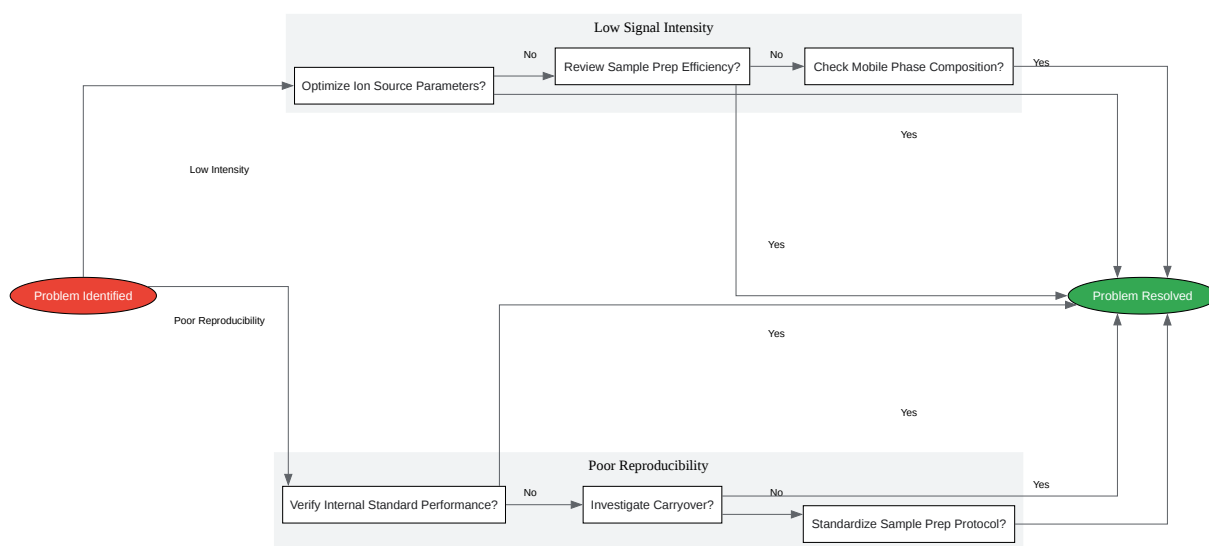 Low Signal Intensity
No
No
Yes
Optimize Ion Source Parameters?
Review Sample Prep Efficiency?
Check Mobile Phase Composition?
Yes
Low Intensity
Yes
Problem Identified
Problem Resolved
Poor Reproducibility
Yes
Yes
Poor Reproducibility
No
No
Yes
Verify Internal Standard Performance?
Investigate Carryover?
Standardize Sample Prep Protocol?